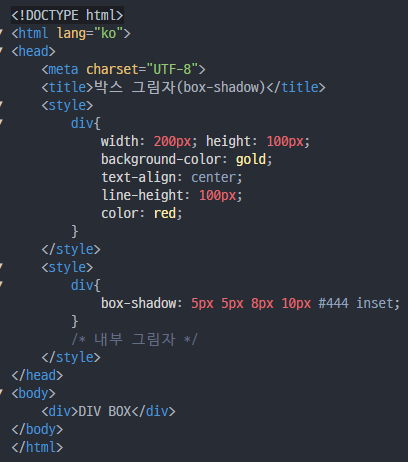 <!DOCTYPE html>
<html lang="ko">
<head>
<meta charset="UTF-8">
<title>박스 그림자(box-shadow)</title>
<style>
div{
width: 200px; height: 100px;
background-color: gold;
text-align: center;
line-height: 100px;
color: red;
}
</style>
<style>
div{
box-shadow: 5px 5px 8px 10px #444 inset;
}
/* 내부 그림자 */
</style>
</head>
<body>
<div>DIV BOX</div>
</body>
</html>